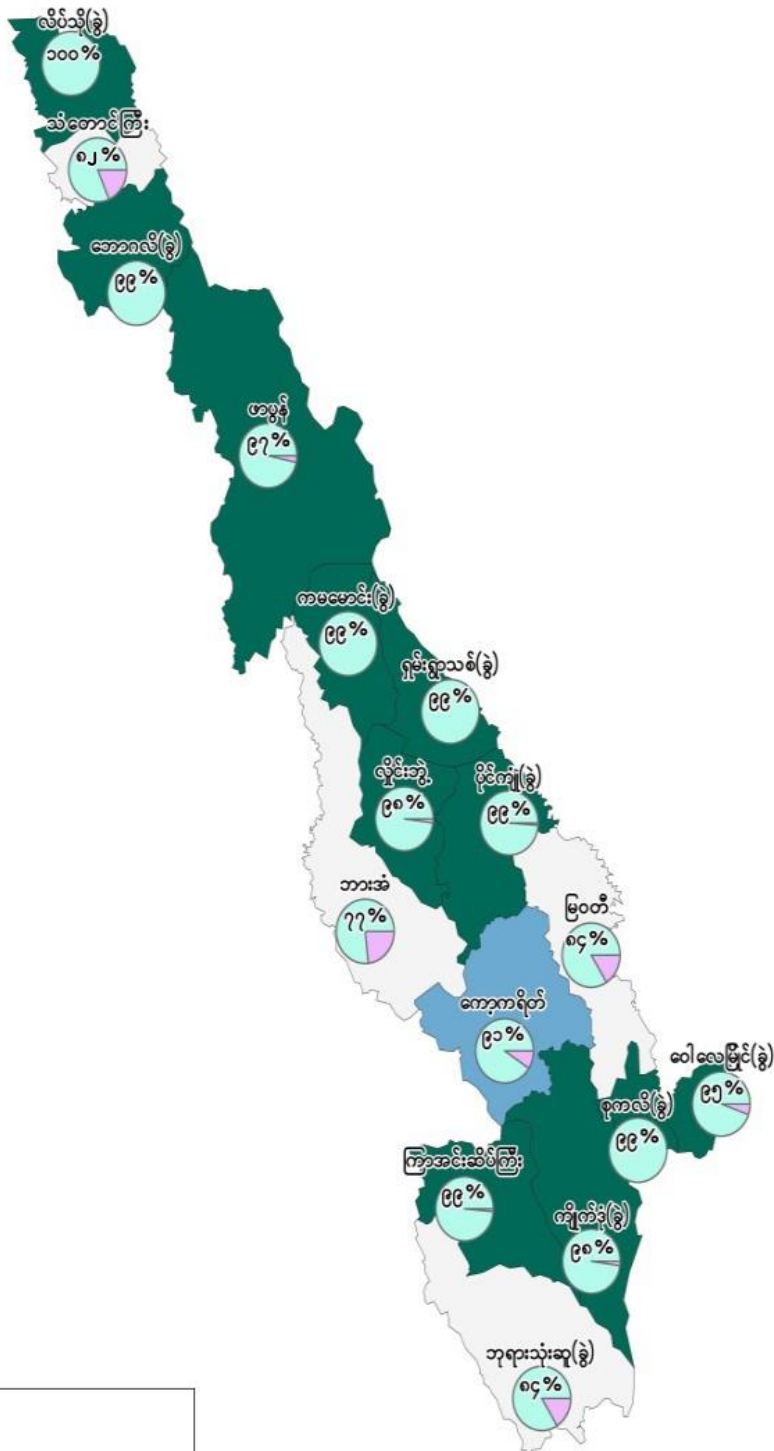 လိပ်သို(ခွဲ)
၁၀၀%
သံတောင်ကြီး
၈၂%
ဘောဂလိ(ခွဲ)
၉၉%
ဖာပွန်
၉၇%
ကမမောင်း(ခွဲ)
၉၉%
ရှမ်းရွာသစ်(ခွဲ)
၉၉%
လှိုင်းဘွဲ့
၉၈%
ပိုင်ကျုံ(ခွဲ)
၉၉%
ဘားအံ
၇၇%
မြဝတီ
၈၄%
ကော့ကရိတ်
၉၁%
ဝေါလေမြိုင်(ခွဲ)
၉၅%
စုကလိ(ခွဲ)
၉၉%
ကြာအင်းဆိပ်ကြီး
၉၉%
ကျိုက်ဒုံ(ခွဲ)
၉၈%
ဘုရားသုံးဆူ(ခွဲ)
၈၄%